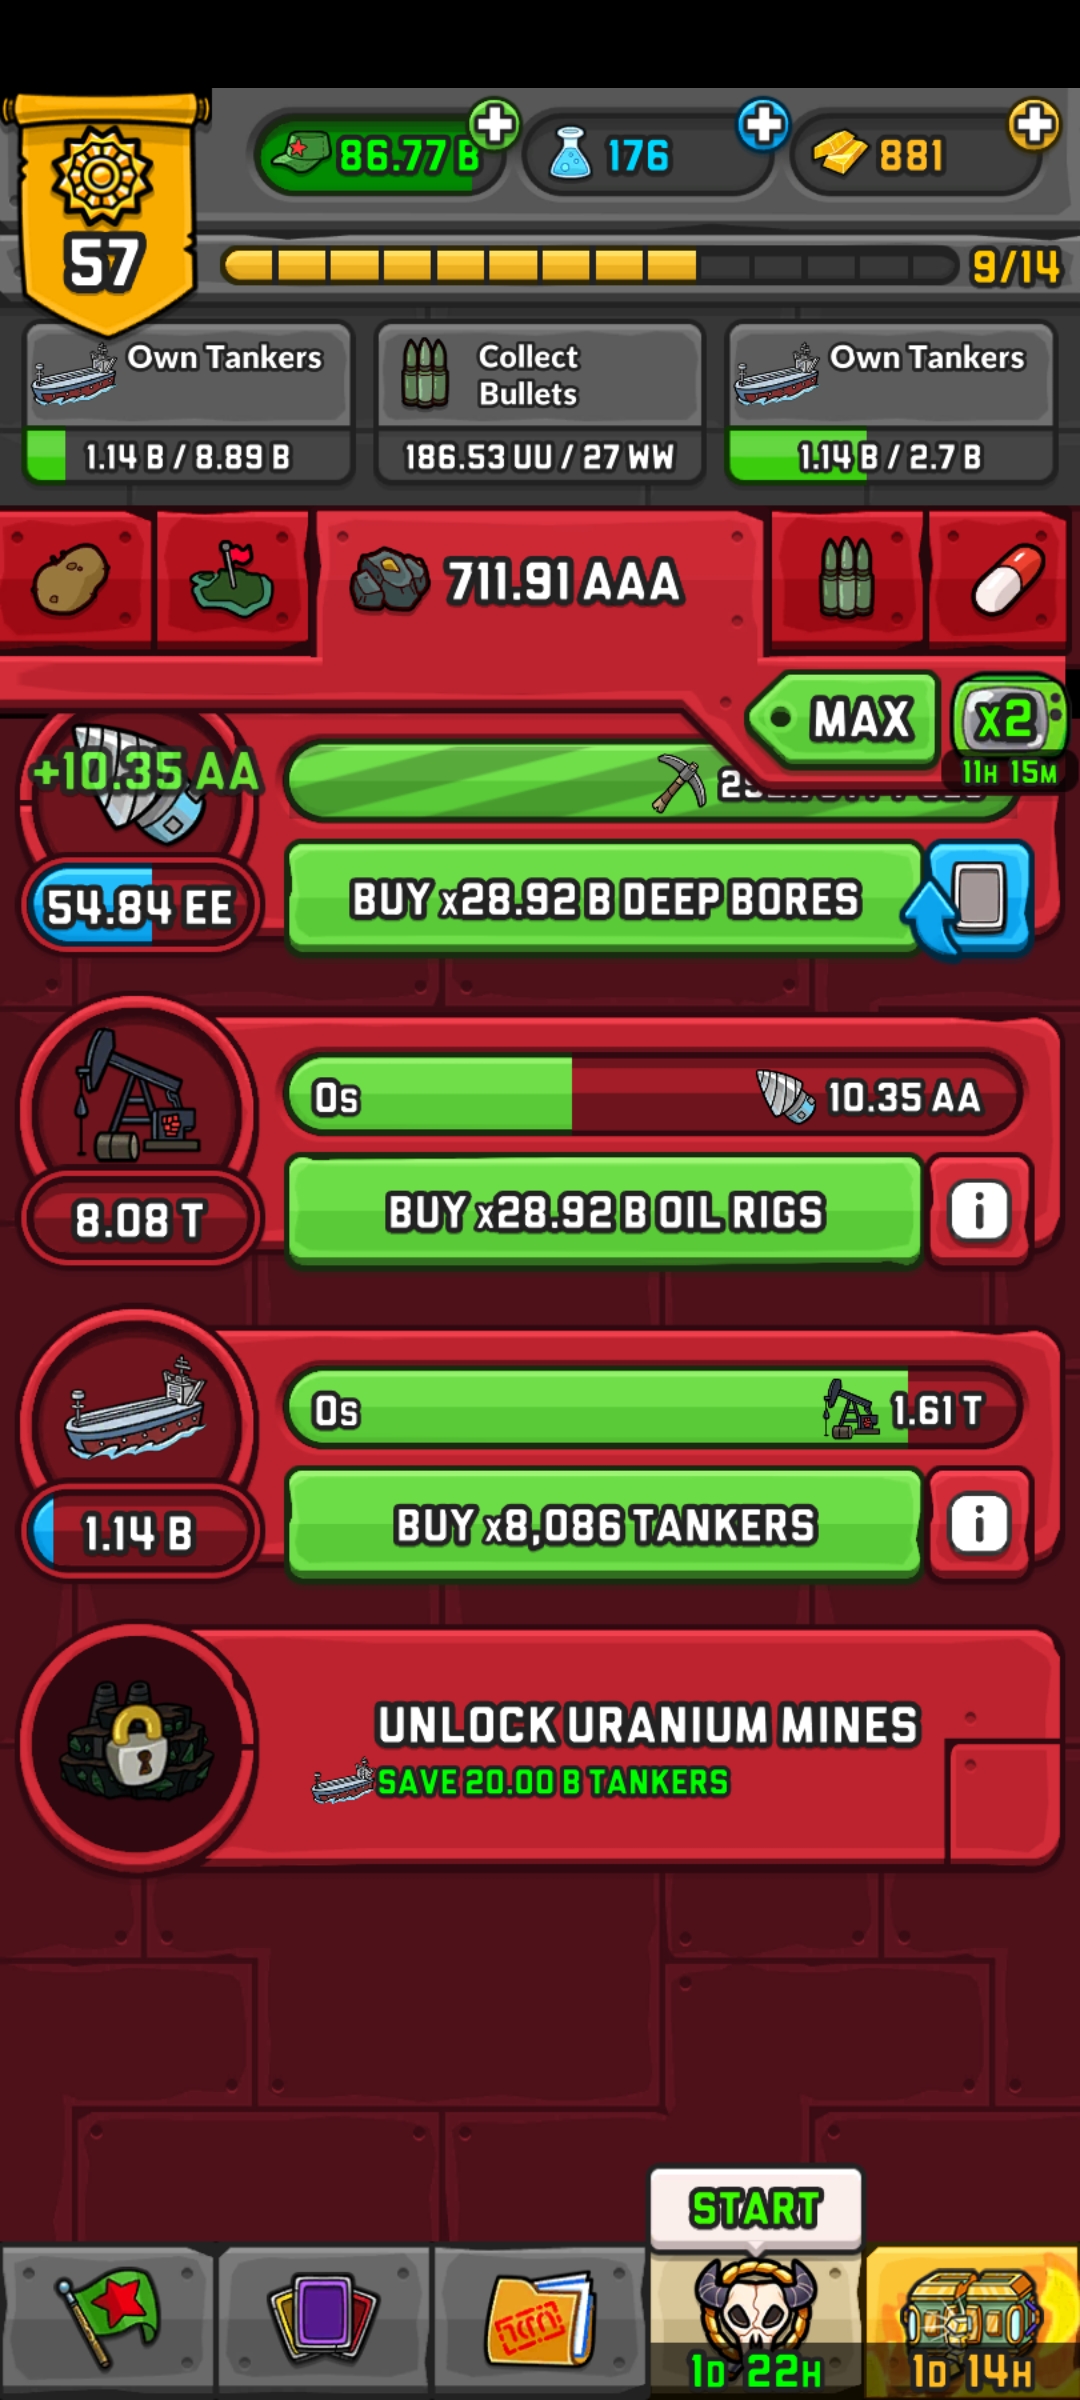 57
86.77 B
176
881
9/14
Own Tankers
1.14 B / 8.89 B
Collect
Bullets
186.53 UU / 27 WW
Own Tankers
1.14 B / 2.7 B
711.91 AAA
MAX
x2
11H 15M
+10.35 AA
54.84 EE
BUY x28.92 B DEEP BORES
0s
10.35 AA
8.08 T
BUY x28.92 B OIL RIGS
i
0s
1.61 T
1.14 B
BUY x8,086 TANKERS
i
UNLOCK URANIUM MINES
SAVE 20.00 B TANKERS
START
1D 22H
1D 14H